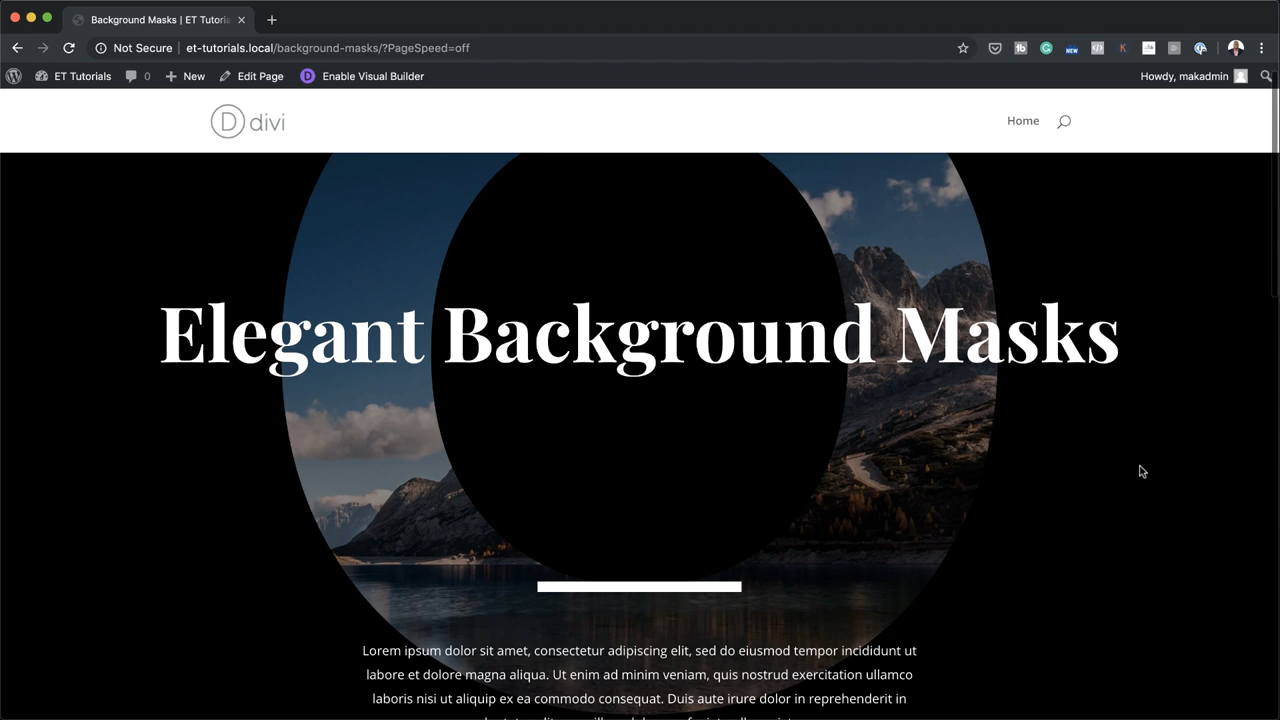 Background Masks | ET Tutoria
Not Secure | et-tutorials.local/background-masks/?PageSpeed=off
ET Tutorials 0 New Edit Page D Enable Visual Builder Howdy, makadmin
D divi Home
Elegant Background Masks
Lorem ipsum dolor sit amet, consectetur adipiscing elit, sed do eiusmod tempor incididunt ut
labore et dolore magna aliqua. Ut enim ad minim veniam, quis nostrud exercitation ullamco
laboris nisi ut aliquip ex ea commodo consequat. Duis aute irure dolor in reprehenderit in